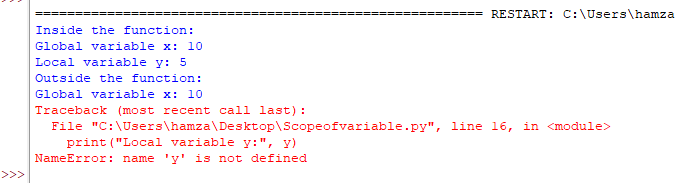 >>>
======================================================== RESTART: C:\Users\hamza
Inside the function:
Global variable x: 10
Local variable y: 5
Outside the function:
Global variable x: 10
Traceback (most recent call last):
  File "C:\Users\hamza\Desktop\Scopeofvariable.py", line 16, in <module>
    print("Local variable y:", y)
NameError: name 'y' is not defined
>>>